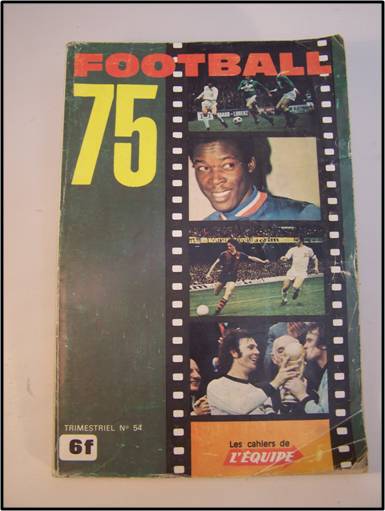 FOOTBALL
75
TRIMESTRIEL N° 54
6f
Les cahiers de
L'ÉQUIPE